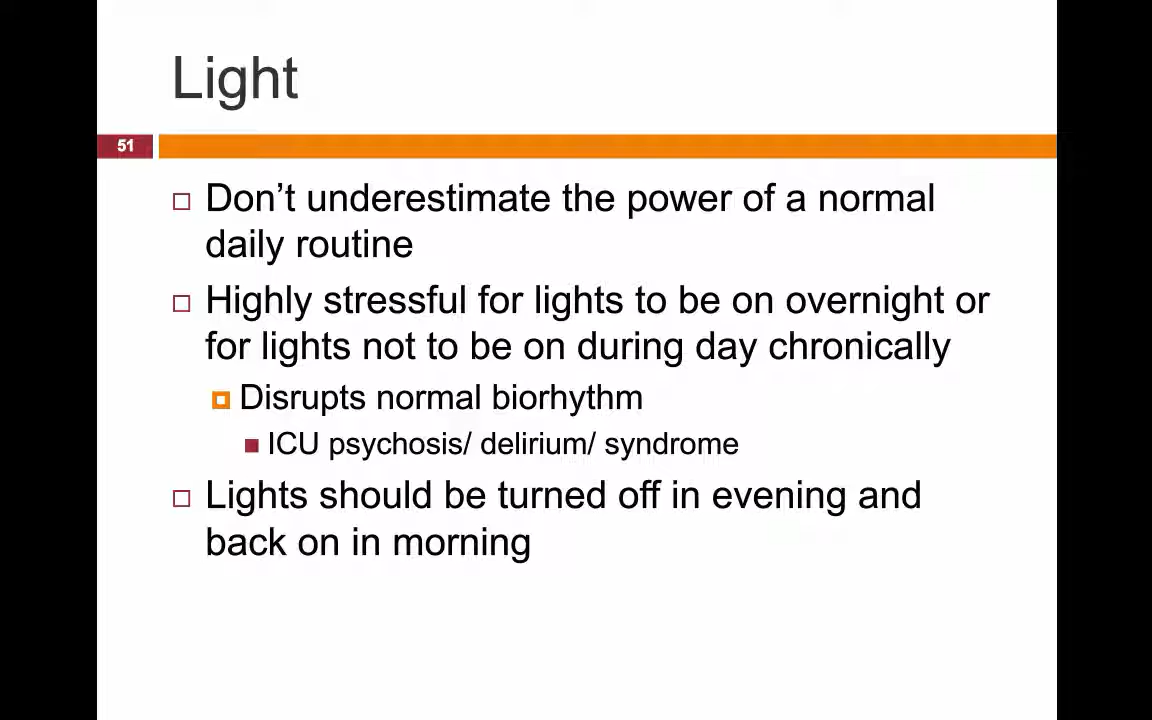 Light
51
Don’t underestimate the power of a normal
daily routine
Highly stressful for lights to be on overnight or
for lights not to be on during day chronically
Disrupts normal biorhythm
ICU psychosis/ delirium/ syndrome
Lights should be turned off in evening and
back on in morning